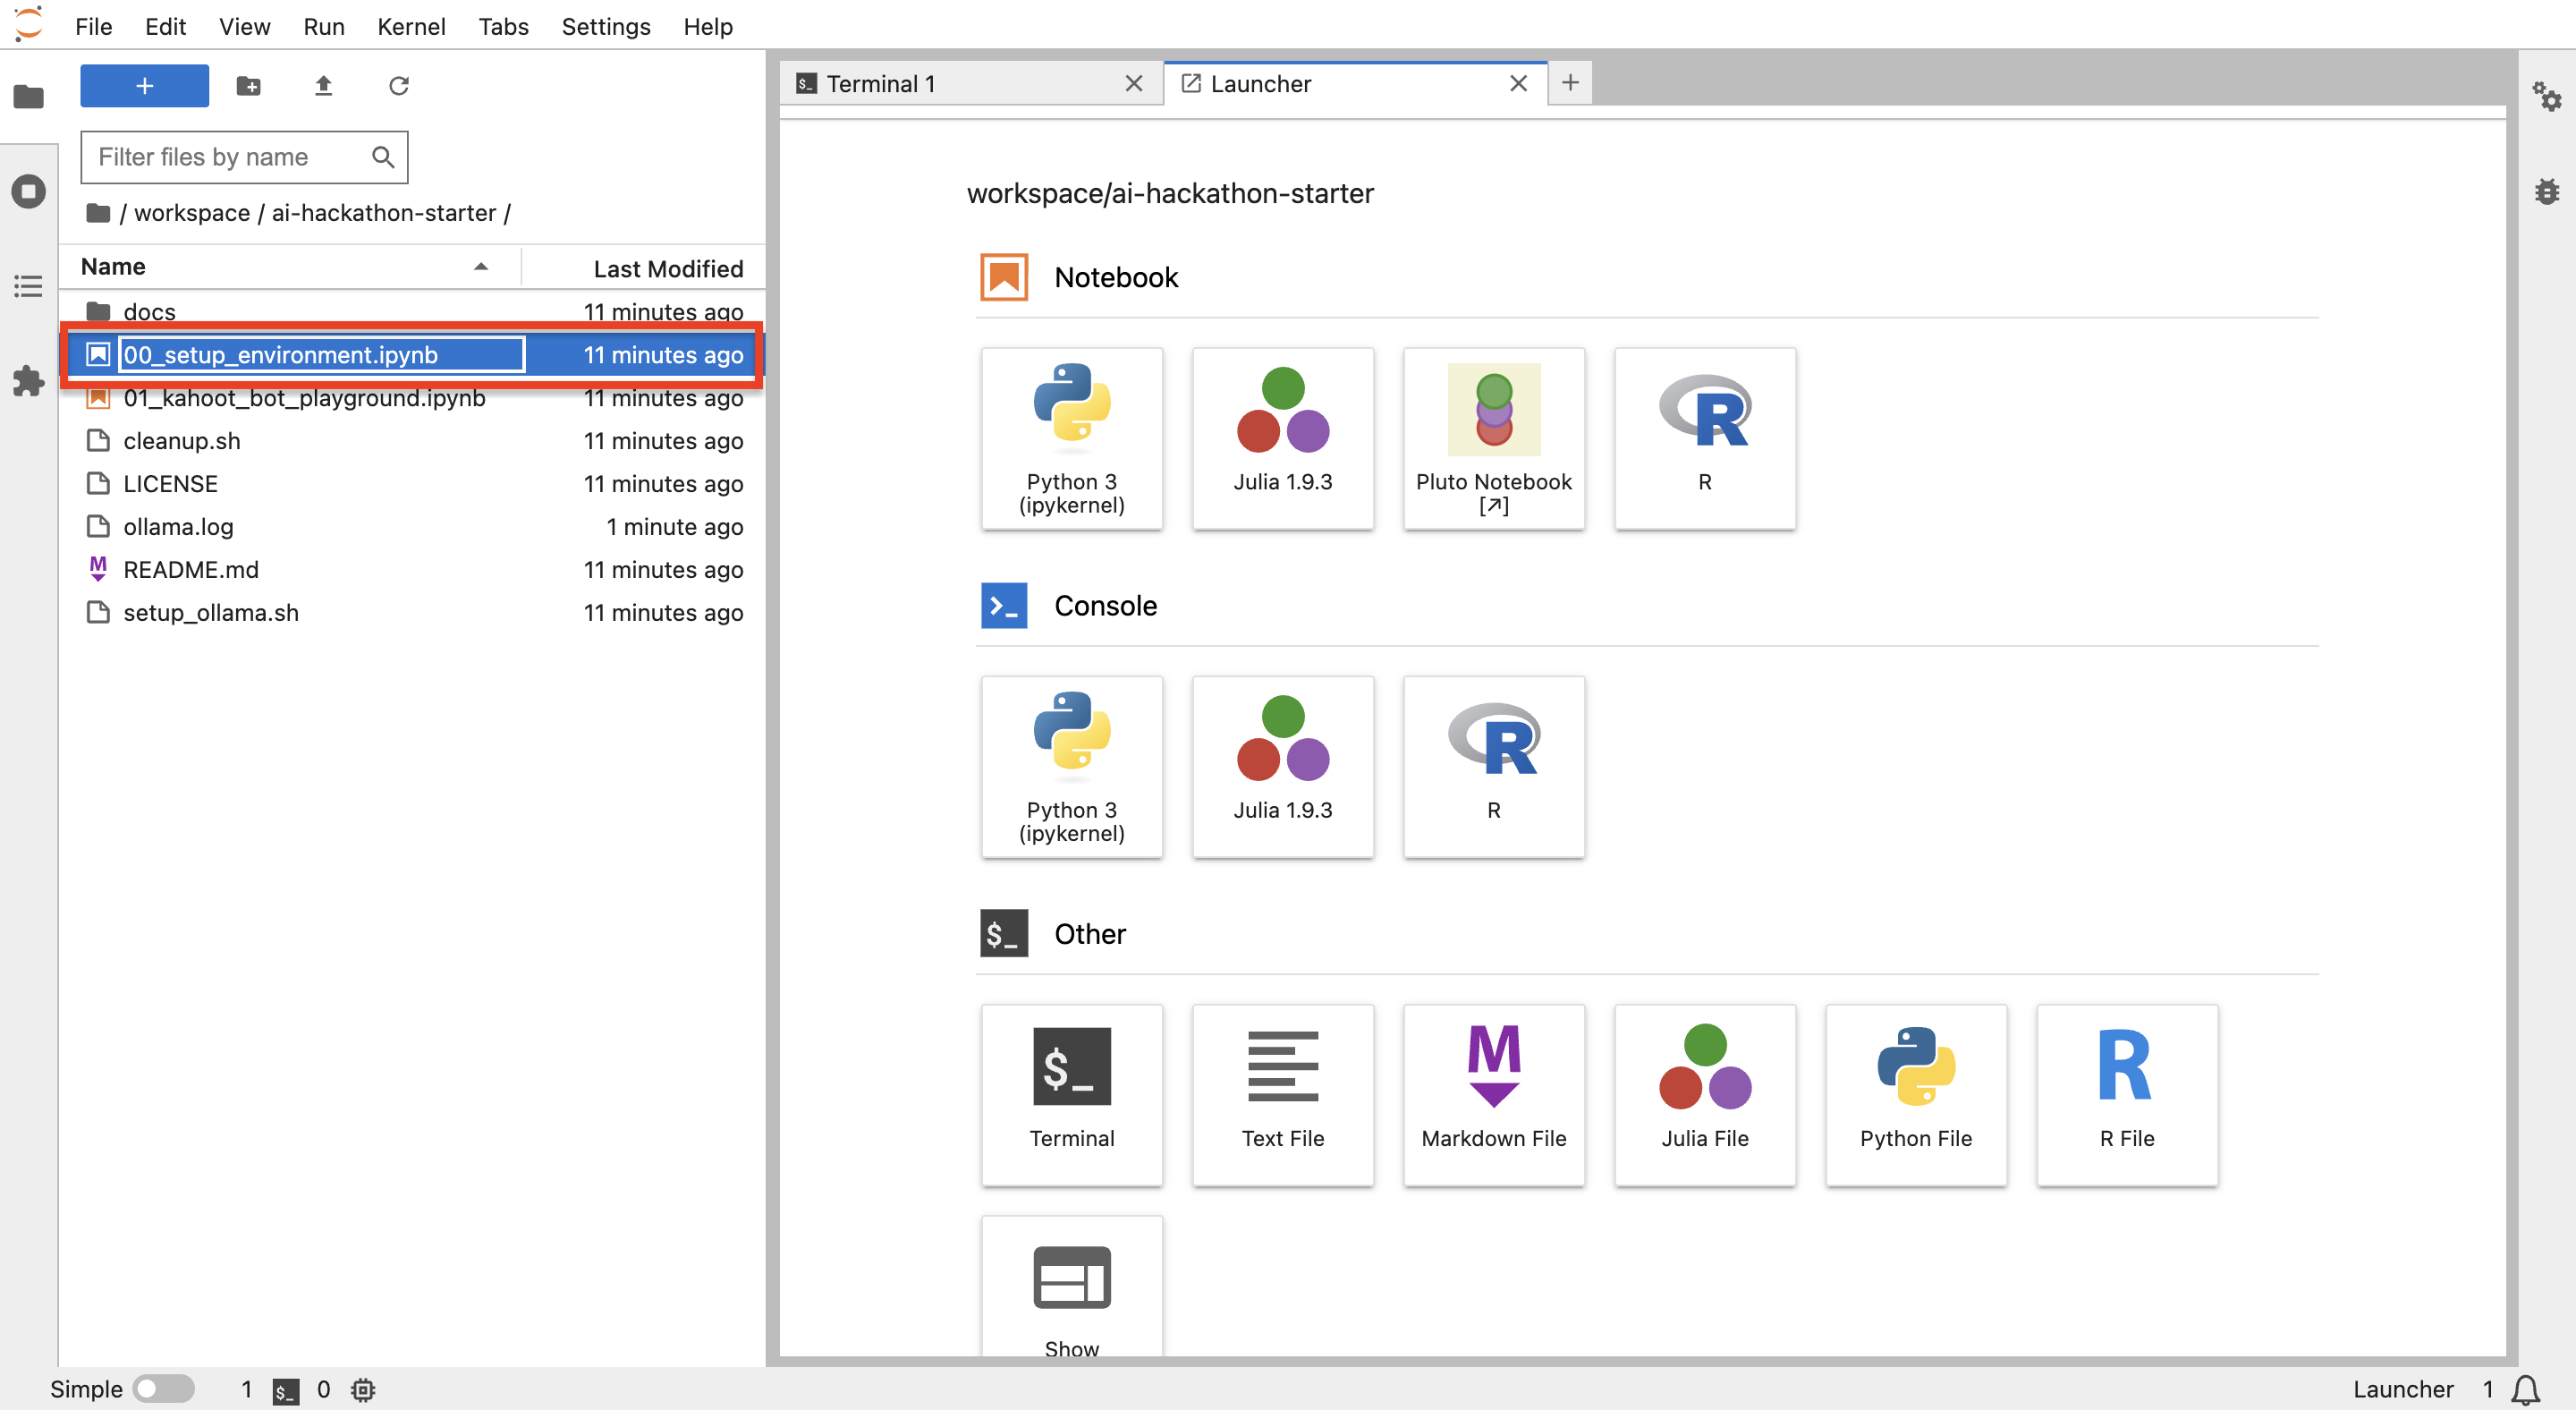 File Edit View Run Kernel Tabs Settings Help
+
Filter files by name
/ workspace / ai-hackathon-starter /
Name Last Modified
docs 11 minutes ago
00_setup_environment.ipynb 11 minutes ago
01_kahoot_bot_playground.ipynb 11 minutes ago
cleanup.sh 11 minutes ago
LICENSE 11 minutes ago
ollama.log 1 minute ago
README.md 11 minutes ago
setup_ollama.sh 11 minutes ago
Terminal 1
Launcher
workspace/ai-hackathon-starter
Notebook
Python 3
(ipykernel)
Julia 1.9.3
Pluto Notebook
[↗]
R
Console
Python 3
(ipykernel)
Julia 1.9.3
R
$_ Other
$_
Terminal
Text File
Markdown File
Julia File
Python File
R File
Show
Simple 1 $_ 0
Launcher 1